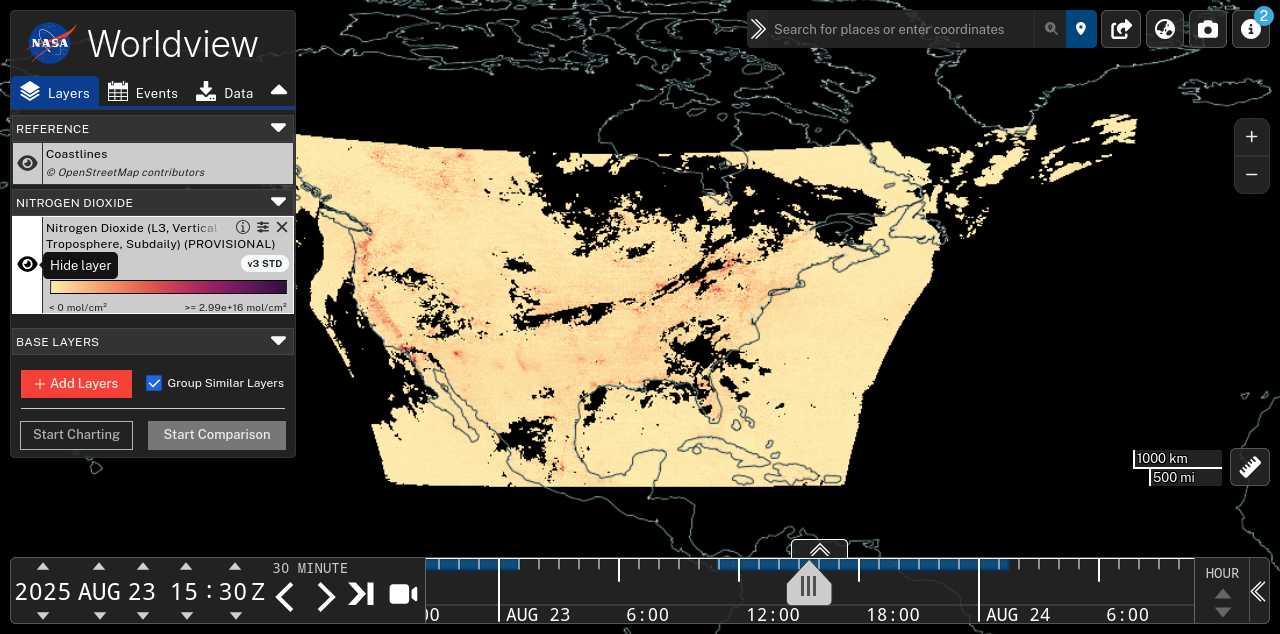 NASA
Worldview
Layers
Events
Data
Search for places or enter coordinates
2
REFERENCE
Coastlines
© OpenStreetMap contributors
NITROGEN DIOXIDE
Nitrogen Dioxide (L3, Vertical
Troposphere, Subdaily) (PROVISIONAL)
Hide layer
v3 STD
< 0 mol/cm²
>= 2.99e+16 mol/cm²
BASE LAYERS
+ Add Layers
Group Similar Layers
Start Charting
Start Comparison
+
−
1000 km
500 mi
2025 AUG 23 15 : 30 Z
30 MINUTE
00
AUG 23
6:00
12:00
18:00
AUG 24
6:00
HOUR